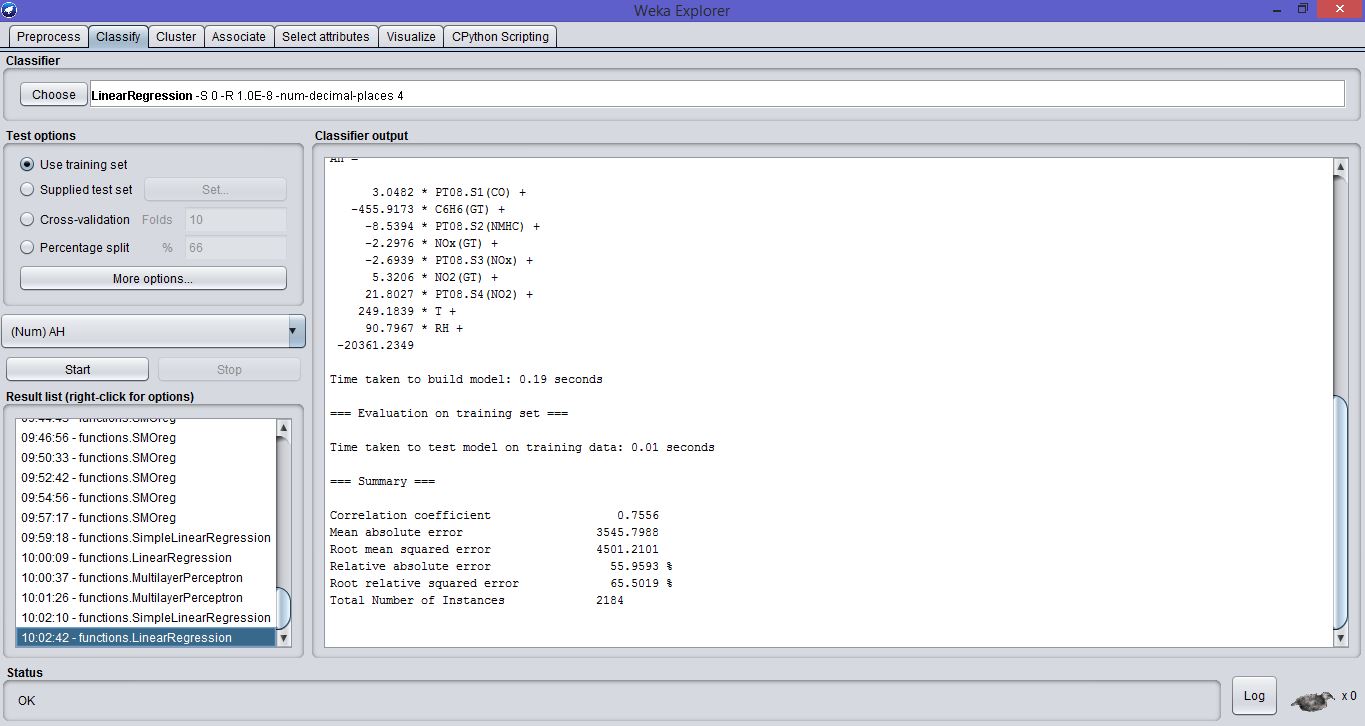 Weka Explorer
Preprocess Classify Cluster Associate Select attributes Visualize CPython Scripting
Classifier
Choose LinearRegression -S 0 -R 1.0E-8 -num-decimal-places 4
Test options
Use training set
Supplied test set Set...
Cross-validation Folds 10
Percentage split % 66
More options...
(Num) AH
Start Stop
Result list (right-click for options)
09:44:45 - functions.SMOreg
09:46:56 - functions.SMOreg
09:50:33 - functions.SMOreg
09:52:42 - functions.SMOreg
09:54:56 - functions.SMOreg
09:57:17 - functions.SMOreg
09:59:18 - functions.SimpleLinearRegression
10:00:09 - functions.LinearRegression
10:00:37 - functions.MultilayerPerceptron
10:01:26 - functions.MultilayerPerceptron
10:02:10 - functions.SimpleLinearRegression
10:02:42 - functions.LinearRegression
Classifier output
AH =
3.0482 * PT08.S1(CO) +
-455.9173 * C6H6(GT) +
-8.5394 * PT08.S2(NMHC) +
-2.2976 * NOx(GT) +
-2.6939 * PT08.S3(NOx) +
5.3206 * NO2(GT) +
21.8027 * PT08.S4(NO2) +
249.1839 * T +
90.7967 * RH +
-20361.2349
Time taken to build model: 0.19 seconds
=== Evaluation on training set ===
Time taken to test model on training data: 0.01 seconds
=== Summary ===
Correlation coefficient 0.7556
Mean absolute error 3545.7988
Root mean squared error 4501.2101
Relative absolute error 55.9593 %
Root relative squared error 65.5019 %
Total Number of Instances 2184
Status
OK
Log
x 0